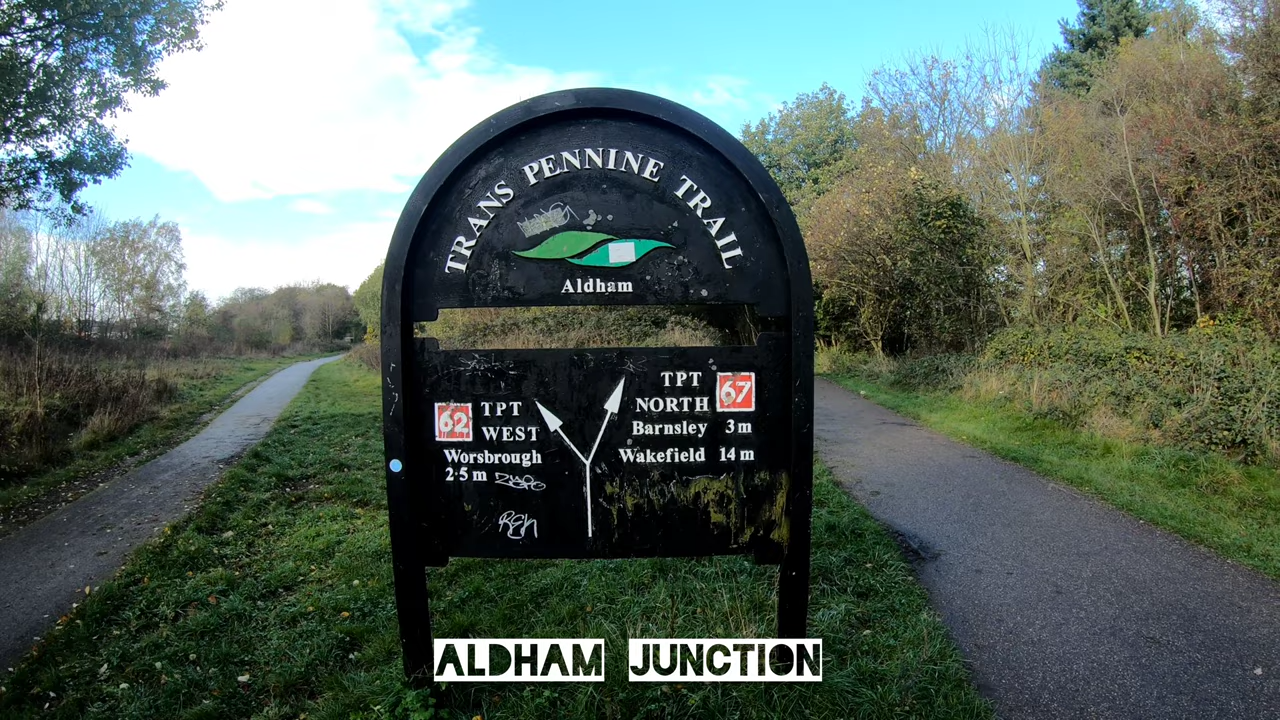 TRANS PENNINE TRAIL
Aldham
62 TPT
WEST
Worsbrough
2·5 m
TPT 67
NORTH
Barnsley 3m
Wakefield 14m
ALDHAM JUNCTION